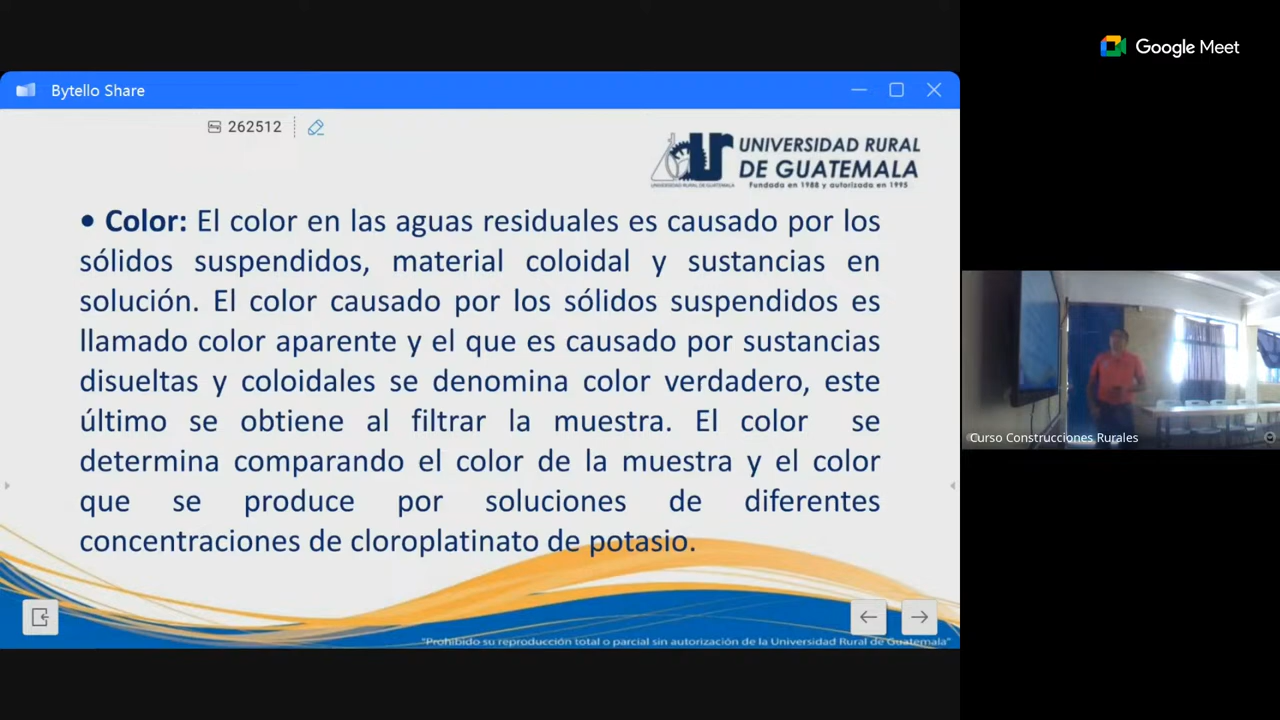 Google Meet
Bytello Share
262512
UNIVERSIDAD RURAL
DE GUATEMALA
Fundada en 1988 y autorizada en 1995
UNIVERSIDAD RURAL DE GUATEMALA
• Color: El color en las aguas residuales es causado por los
sólidos suspendidos, material coloidal y sustancias en
solución. El color causado por los sólidos suspendidos es
llamado color aparente y el que es causado por sustancias
disueltas y coloidales se denomina color verdadero, este
último se obtiene al filtrar la muestra. El color se
determina comparando el color de la muestra y el color
que se produce por soluciones de diferentes
concentraciones de cloroplatinato de potasio.
"Prohibido su reproducción total o parcial sin autorización de la Universidad Rural de Guatemala"
Curso Construcciones Rurales